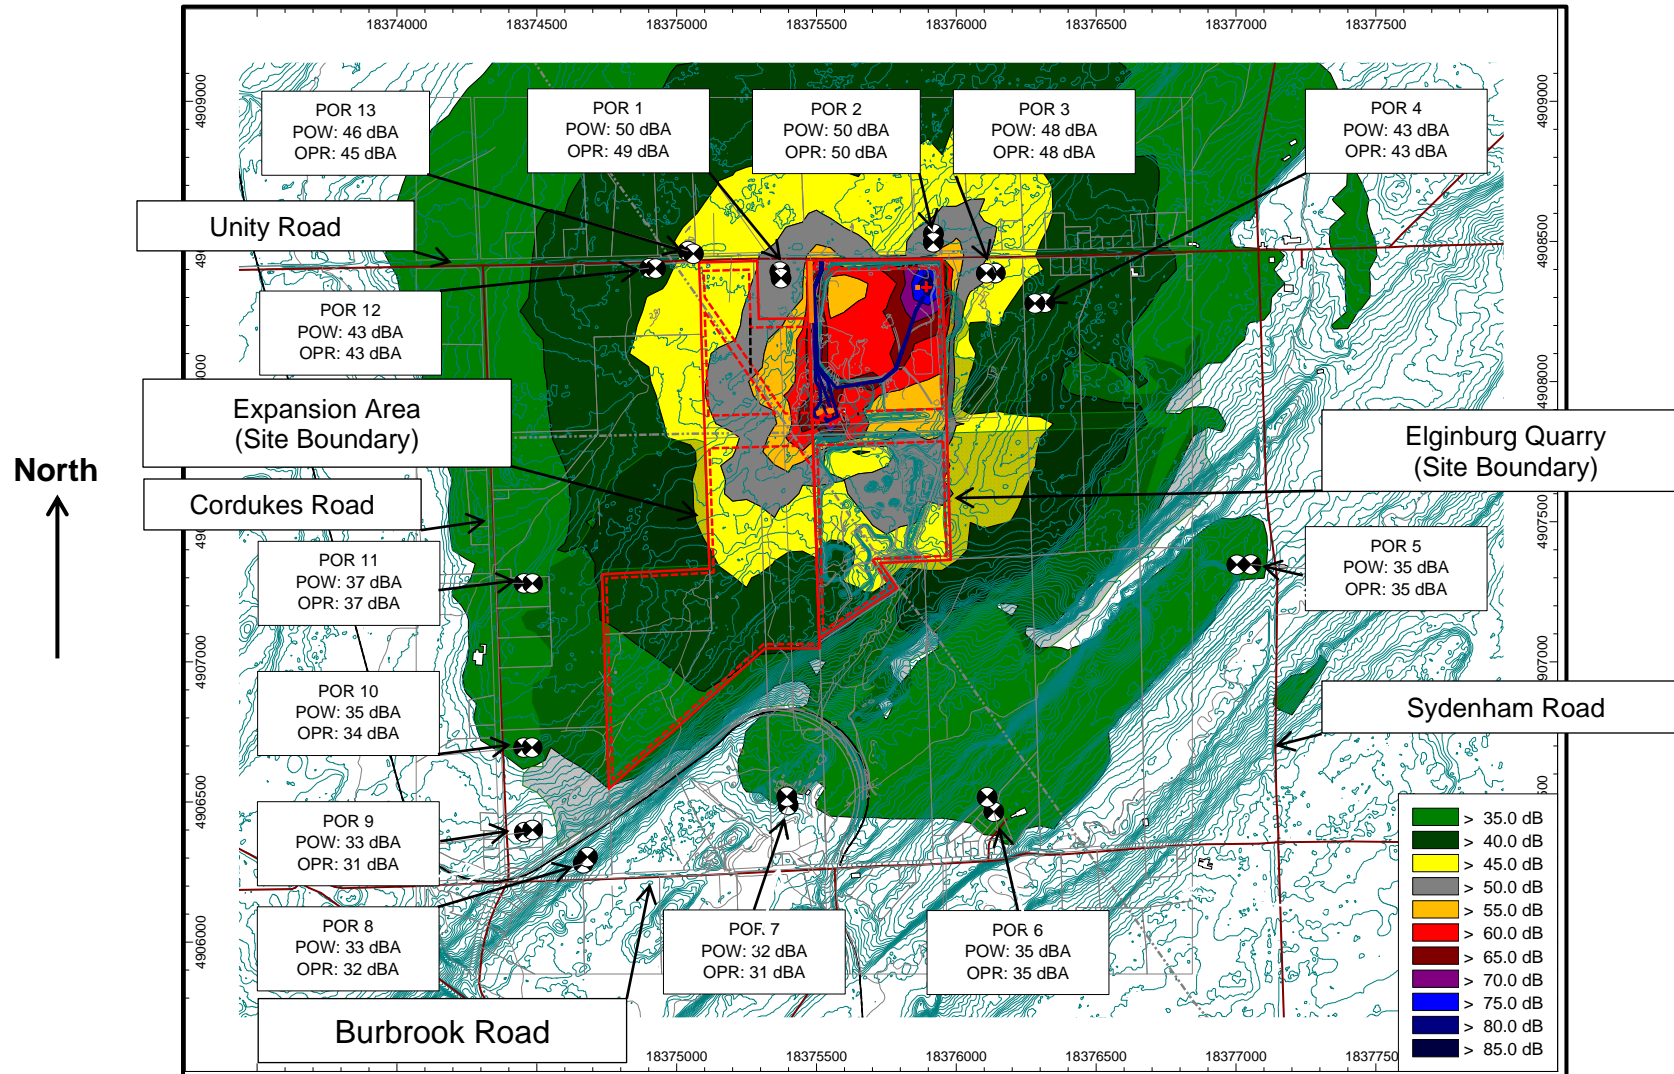 18374000
18374500
18375000
18375500
18376000
18376500
18377000
18377500
4909000
4909000
POR 13
POW: 46 dBA
OPR: 45 dBA
POR 1
POW: 50 dBA
OPR: 49 dBA
POR 2
POW: 50 dBA
OPR: 50 dBA
POR 3
POW: 48 dBA
OPR: 48 dBA
POR 4
POW: 43 dBA
OPR: 43 dBA
Unity Road
4908500
POR 12
POW: 43 dBA
OPR: 43 dBA
4908000
Expansion Area
(Site Boundary)
Elginburg Quarry
(Site Boundary)
North
Cordukes Road
4907500
POR 11
POW: 37 dBA
OPR: 37 dBA
POR 5
POW: 35 dBA
OPR: 35 dBA
4907000
4907000
POR 10
POW: 35 dBA
OPR: 34 dBA
Sydenham Road
4906500
POR 9
POW: 33 dBA
OPR: 31 dBA
POR 8
POW: 33 dBA
OPR: 32 dBA
POF. 7
POW: 32 dBA
OPR: 31 dBA
POR 6
POW: 35 dBA
OPR: 35 dBA
4906000
Burbrook Road
> 35.0 dB
> 40.0 dB
> 45.0 dB
> 50.0 dB
> 55.0 dB
> 60.0 dB
> 65.0 dB
> 70.0 dB
> 75.0 dB
> 80.0 dB
> 85.0 dB
18375000
18375500
18376000
18376500
18377000
1837750